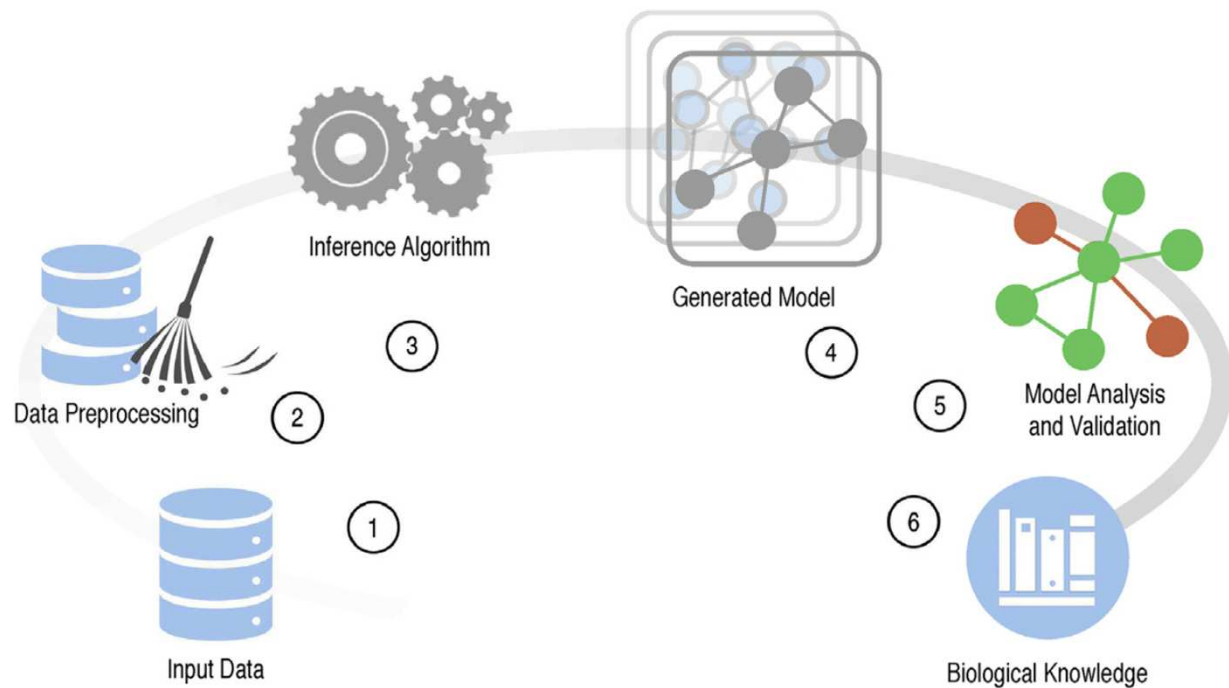 Input Data
1
Data Preprocessing
2
Inference Algorithm
3
Generated Model
4
Model Analysis
and Validation
5
Biological Knowledge
6